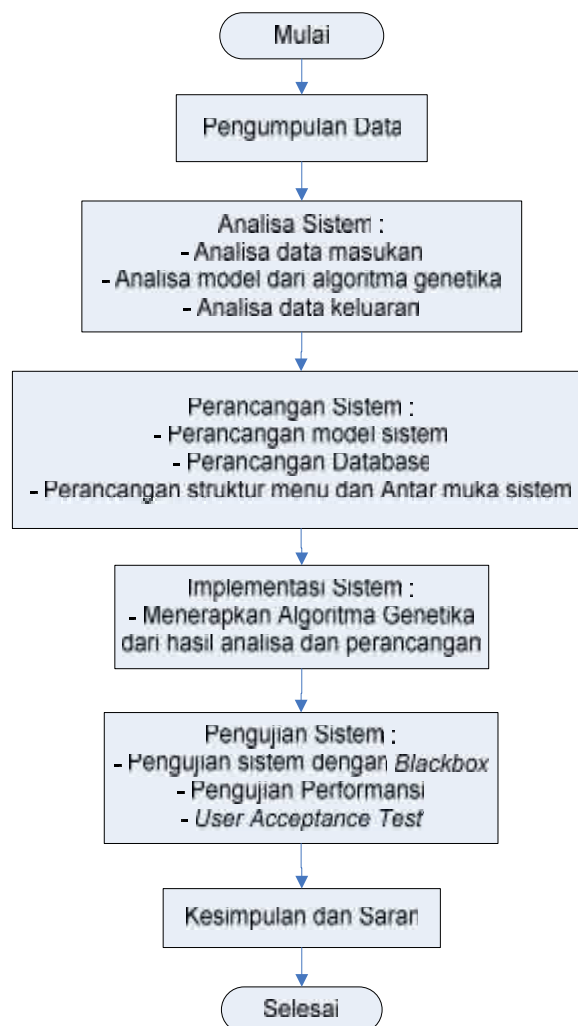 Mulai
Pengumpulan Data
Analisa Sistem :
- Analisa data masukan
- Analisa model dari algoritma genetika
- Analisa data keluaran
Perancangan Sistem :
- Perancangan model sistem
- Perancangan Database
- Perancangan struktur menu dan Antar muka sistem
Implementasi Sistem :
- Menerapkan Algoritma Genetika
dari hasil analisa dan perancangan
Pengujian Sistem :
- Pengujian sistem dengan Blackbox
- Pengujian Performansi
- User Acceptance Test
Kesimpulan dan Saran
Selesai